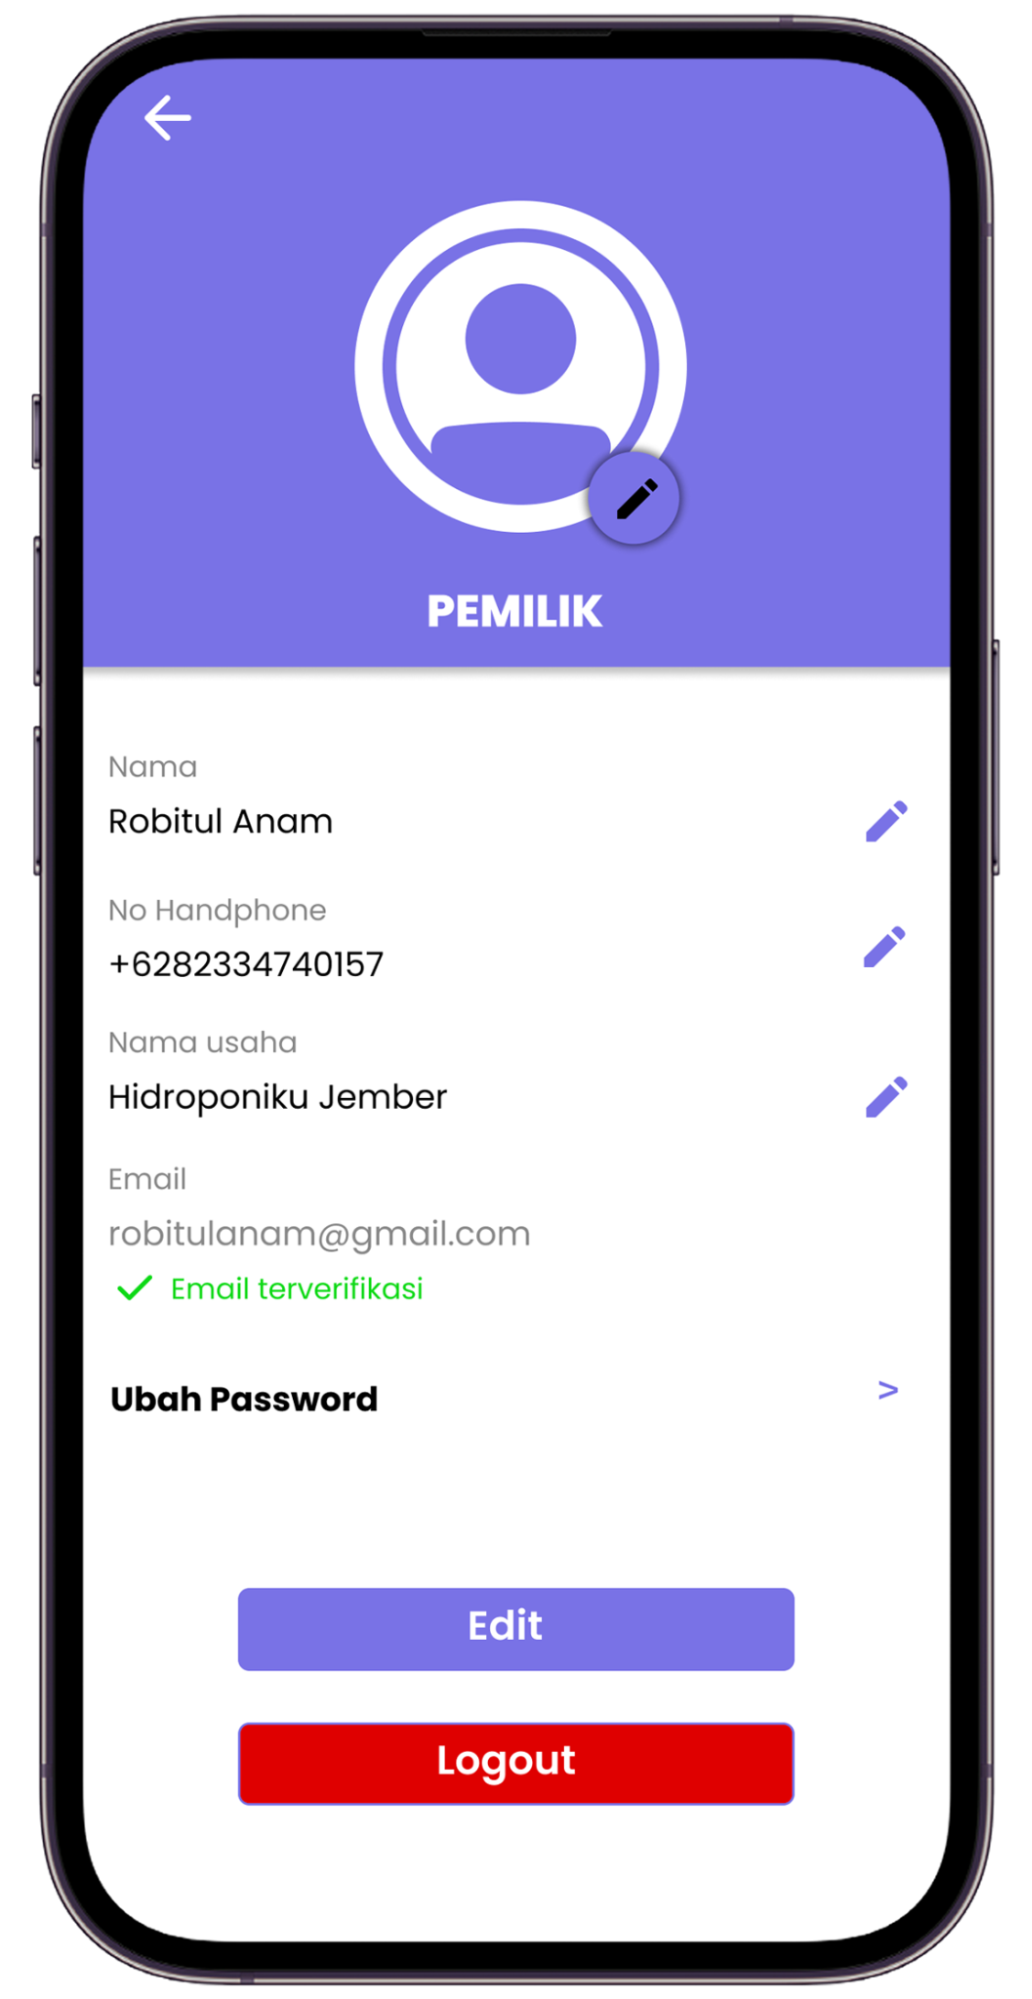 PEMILIK
Nama
Robitul Anam
No Handphone
+6282334740157
Nama usaha
Hidroponiku Jember
Email
robitulanam@gmail.com
Email terverifikasi
Ubah Password >
Edit
Logout